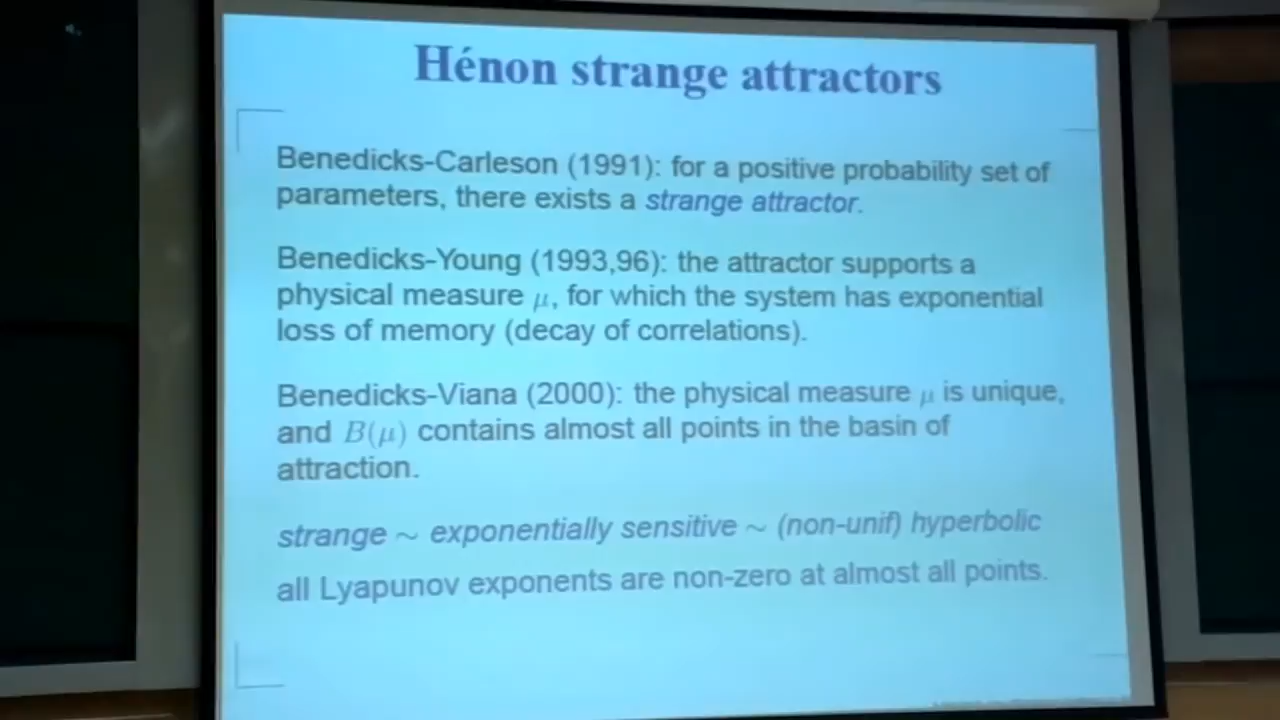 Hénon strange attractors
Benedicks-Carleson (1991): for a positive probability set of
parameters, there exists a strange attractor.
Benedicks-Young (1993,96): the attractor supports a
physical measure μ, for which the system has exponential
loss of memory (decay of correlations).
Benedicks-Viana (2000): the physical measure μ is unique,
and B(μ) contains almost all points in the basin of
attraction.
strange ~ exponentially sensitive ~ (non-unif) hyperbolic
all Lyapunov exponents are non-zero at almost all points.